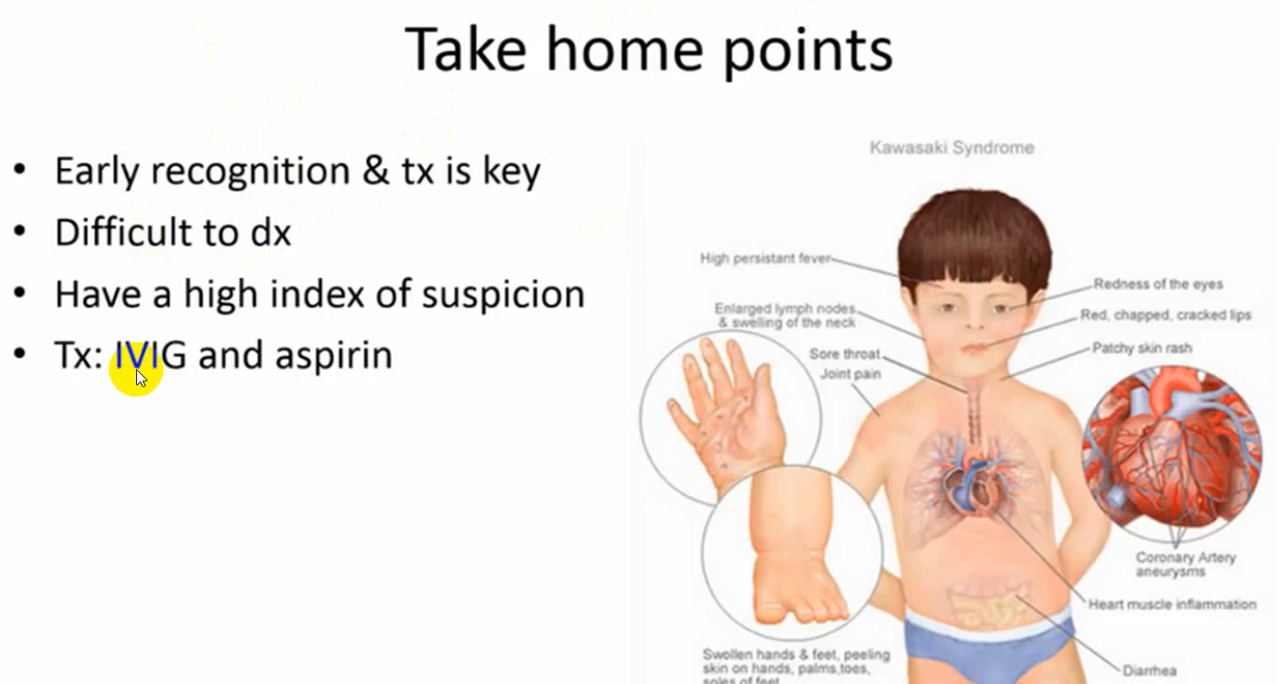 Take home points
• Early recognition & tx is key
• Difficult to dx
• Have a high index of suspicion
• Tx: IVIG and aspirin
Kawasaki Syndrome
High persistant fever
Enlarged lymph nodes
& swelling of the neck
Sore throat
Joint pain
Redness of the eyes
Red, chapped, cracked lips
Patchy skin rash
Coronary Artery
aneurysms
Heart muscle inflammation
Diarrhea
Swollen hands & feet, peeling
skin on hands, palms,toes,
soles of feet